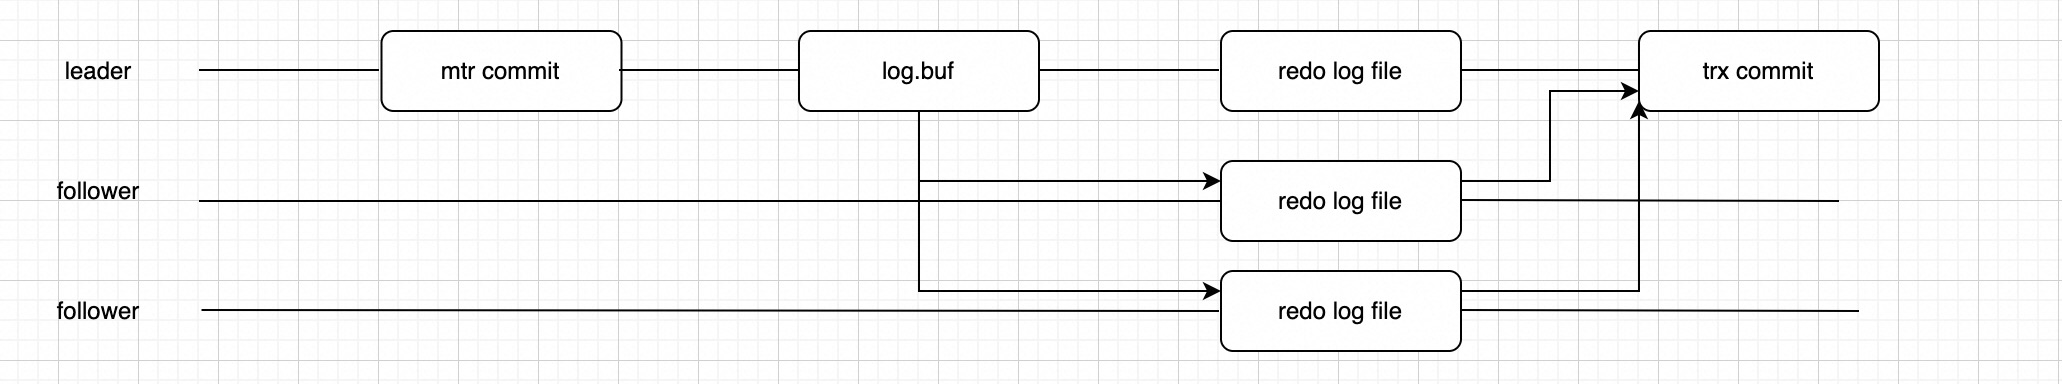 leader
mtr commit
log.buf
redo log file
trx commit
follower
redo log file
follower
redo log file